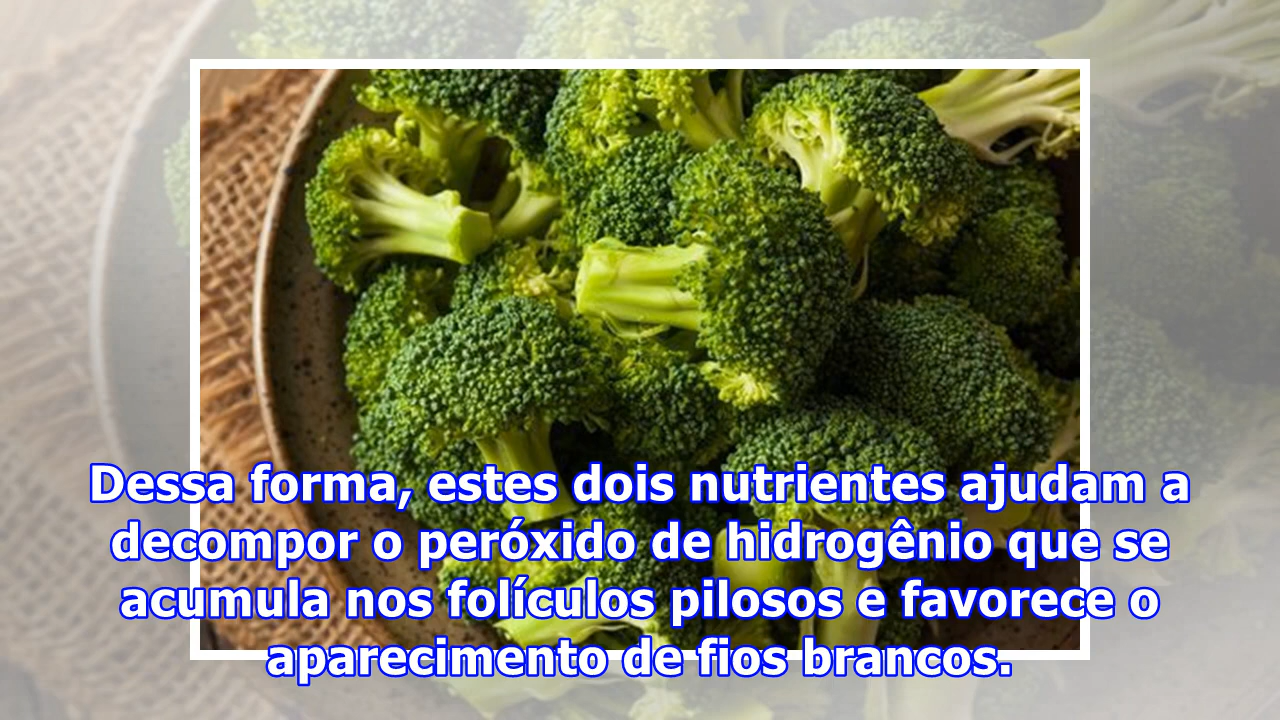 Dessa forma, estes dois nutrientes ajudam a
decompor o peróxido de hidrogênio que se
acumula nos folículos pilosos e favorece o
aparecimento de fios brancos.